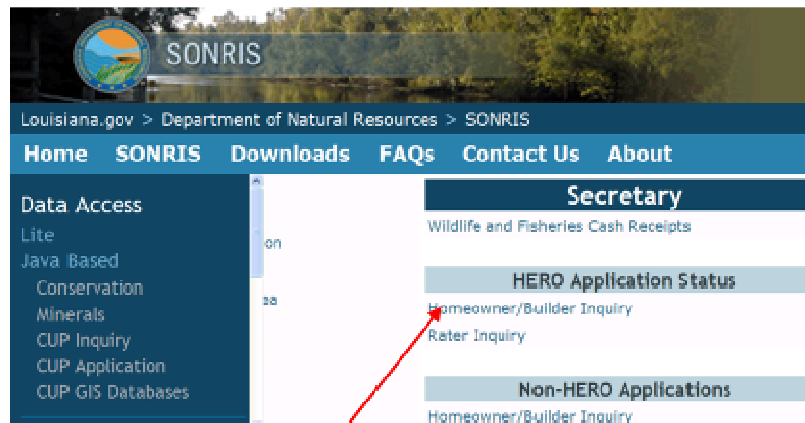 SONRIS
Louisiana.gov > Department of Natural Resources > SONRIS
Home SONRIS Downloads FAQs Contact Us About
Data Access
Lite
Java Based
Conservation
Minerals
CUP Inquiry
CUP Application
CUP GIS Databases
on
ea
Secretary
Wildlife and Fisheries Cash Receipts
HERO Application Status
Homeowner/Builder Inquiry
Rater Inquiry
Non-HERO Applications
Homeowner/Builder Inquiry